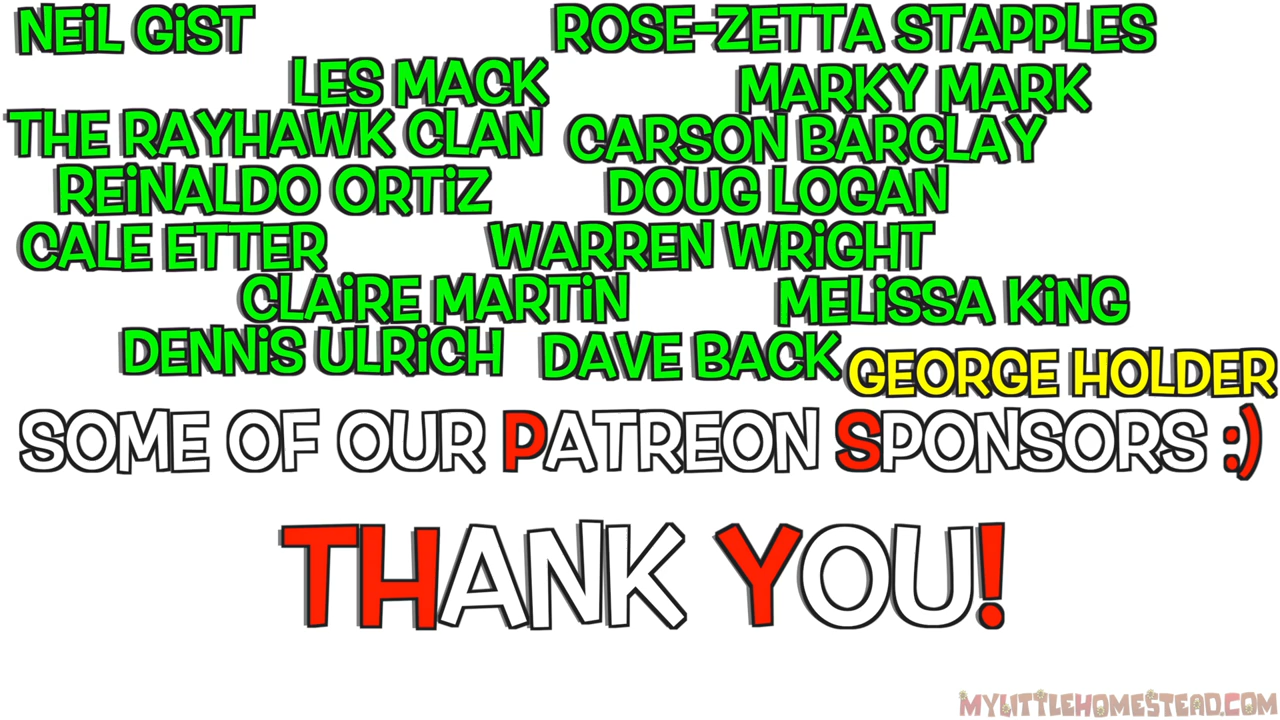 NEiL GiST ROSE-ZETTA STAPPLES
LES MACK MARKY MARK
THE RAYHAWK CLAN CARSON BARCLAY
REiNALDO ORTiZ DOUG LOGAN
CALE ETTER WARREN WRiGHT
CLAiRE MARTiN MELiSSA KiNG
DENNiS ULRiCH DAVE BACK GEORGE HOLDER
SOME OF OUR PATREON SPONSORS :)
THANK YOU!
MYLITTLEHOMESTEAD.COM